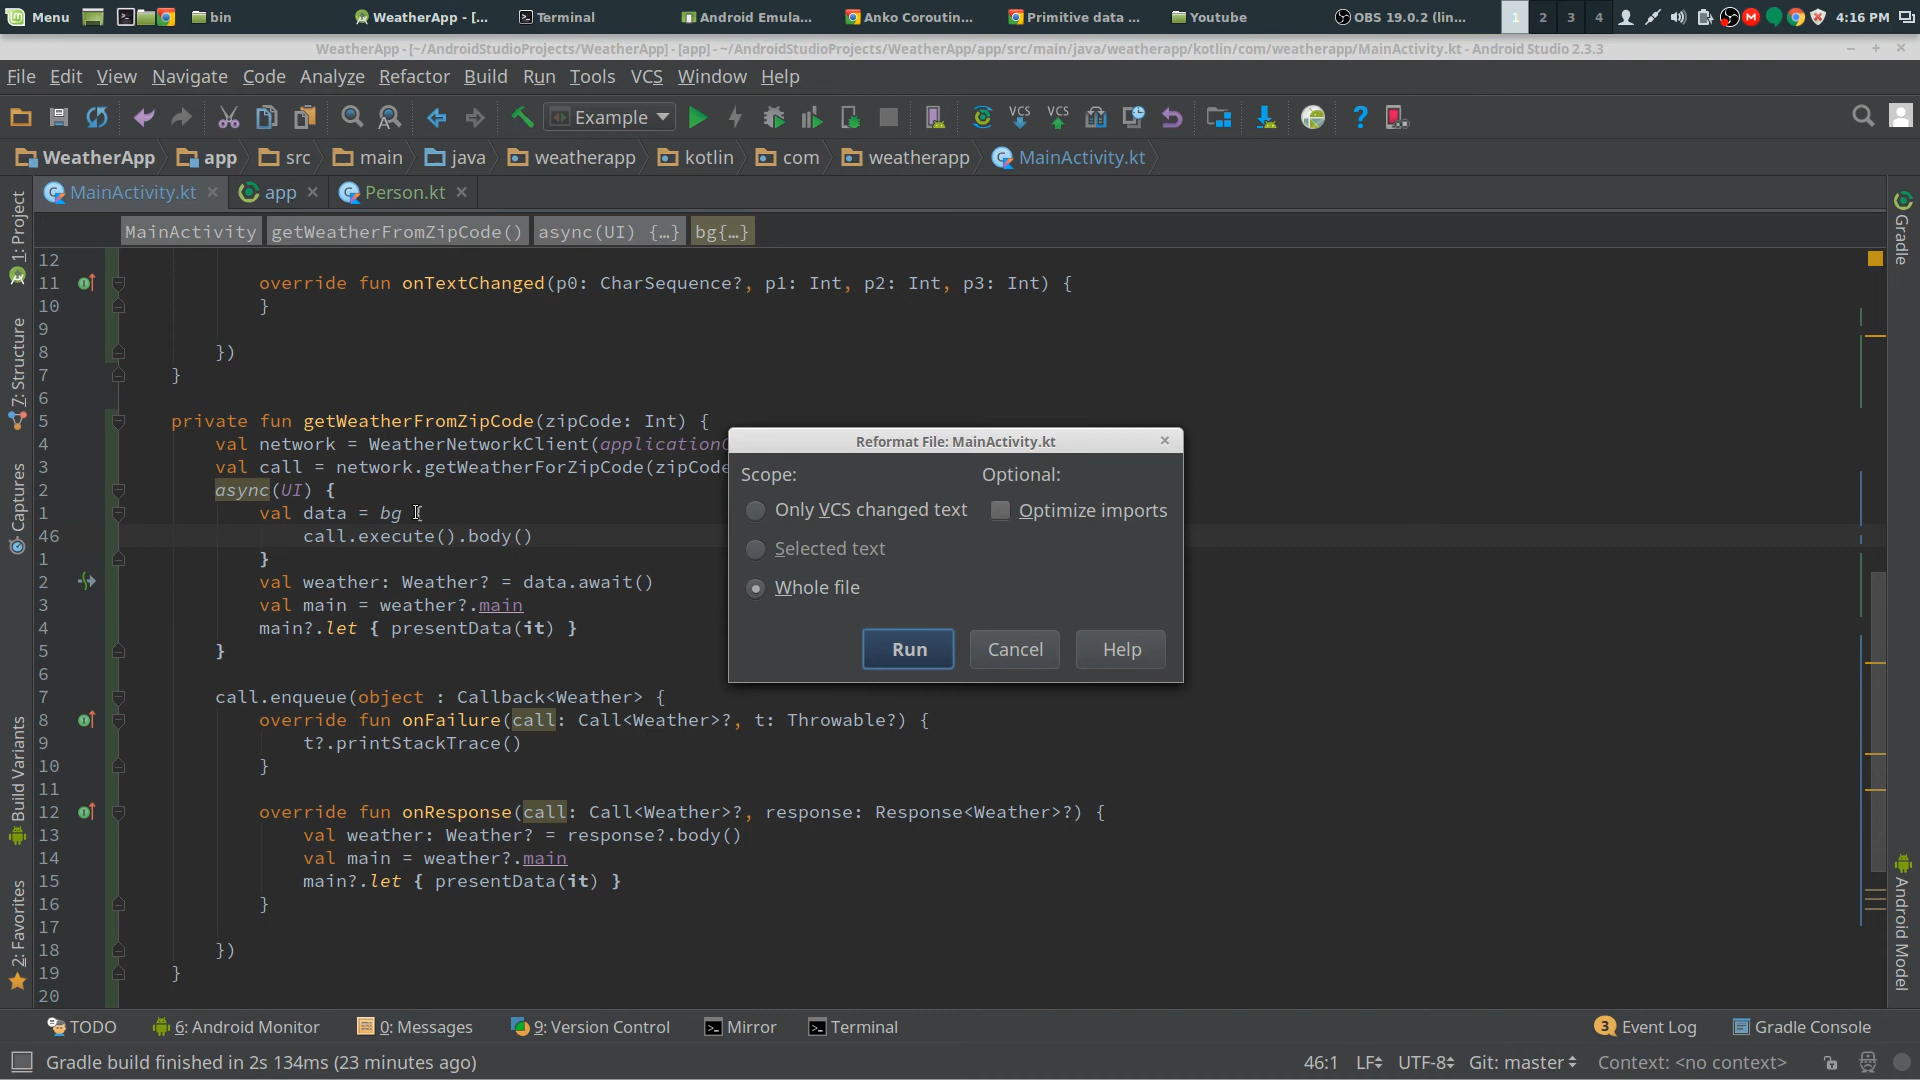 Menu bin WeatherApp - [... Terminal Android Emula... Anko Coroutin... Primitive data ... Youtube OBS 19.0.2 (lin... 1 2 3 4 4:16 PM
WeatherApp - [~/AndroidStudioProjects/WeatherApp] - [app] - ~/AndroidStudioProjects/WeatherApp/app/src/main/java/weatherapp/kotlin/com/weatherapp/MainActivity.kt - Android Studio 2.3.3
File Edit View Navigate Code Analyze Refactor Build Run Tools VCS Window Help
Example VCS VCS
WeatherApp app src main java weatherapp kotlin com weatherapp MainActivity.kt
MainActivity.kt app Person.kt
MainActivity getWeatherFromZipCode() async(UI) {…} bg{…}
1: Project
7: Structure
Captures
Build Variants
2: Favorites
Gradle
Android Model
12
11 override fun onTextChanged(p0: CharSequence?, p1: Int, p2: Int, p3: Int) {
10 }
9
8 })
7 }
6
5 private fun getWeatherFromZipCode(zipCode: Int) {
4 val network = WeatherNetworkClient(application
3 val call = network.getWeatherForZipCode(zipCode
2 async(UI) {
1 val data = bg {
46 call.execute().body()
1 }
2 val weather: Weather? = data.await()
3 val main = weather?.main
4 main?.let { presentData(it) }
5 }
6
7 call.enqueue(object : Callback<Weather> {
8 override fun onFailure(call: Call<Weather>?, t: Throwable?) {
9 t?.printStackTrace()
10 }
11
12 override fun onResponse(call: Call<Weather>?, response: Response<Weather>?) {
13 val weather: Weather? = response?.body()
14 val main = weather?.main
15 main?.let { presentData(it) }
16 }
17
18 })
19 }
20
Reformat File: MainActivity.kt
Scope: Optional:
Only VCS changed text Optimize imports
Selected text
Whole file
Run Cancel Help
TODO 6: Android Monitor 0: Messages 9: Version Control Mirror Terminal 3 Event Log Gradle Console
Gradle build finished in 2s 134ms (23 minutes ago) 46:1 LF UTF-8 Git: master Context: <no context>